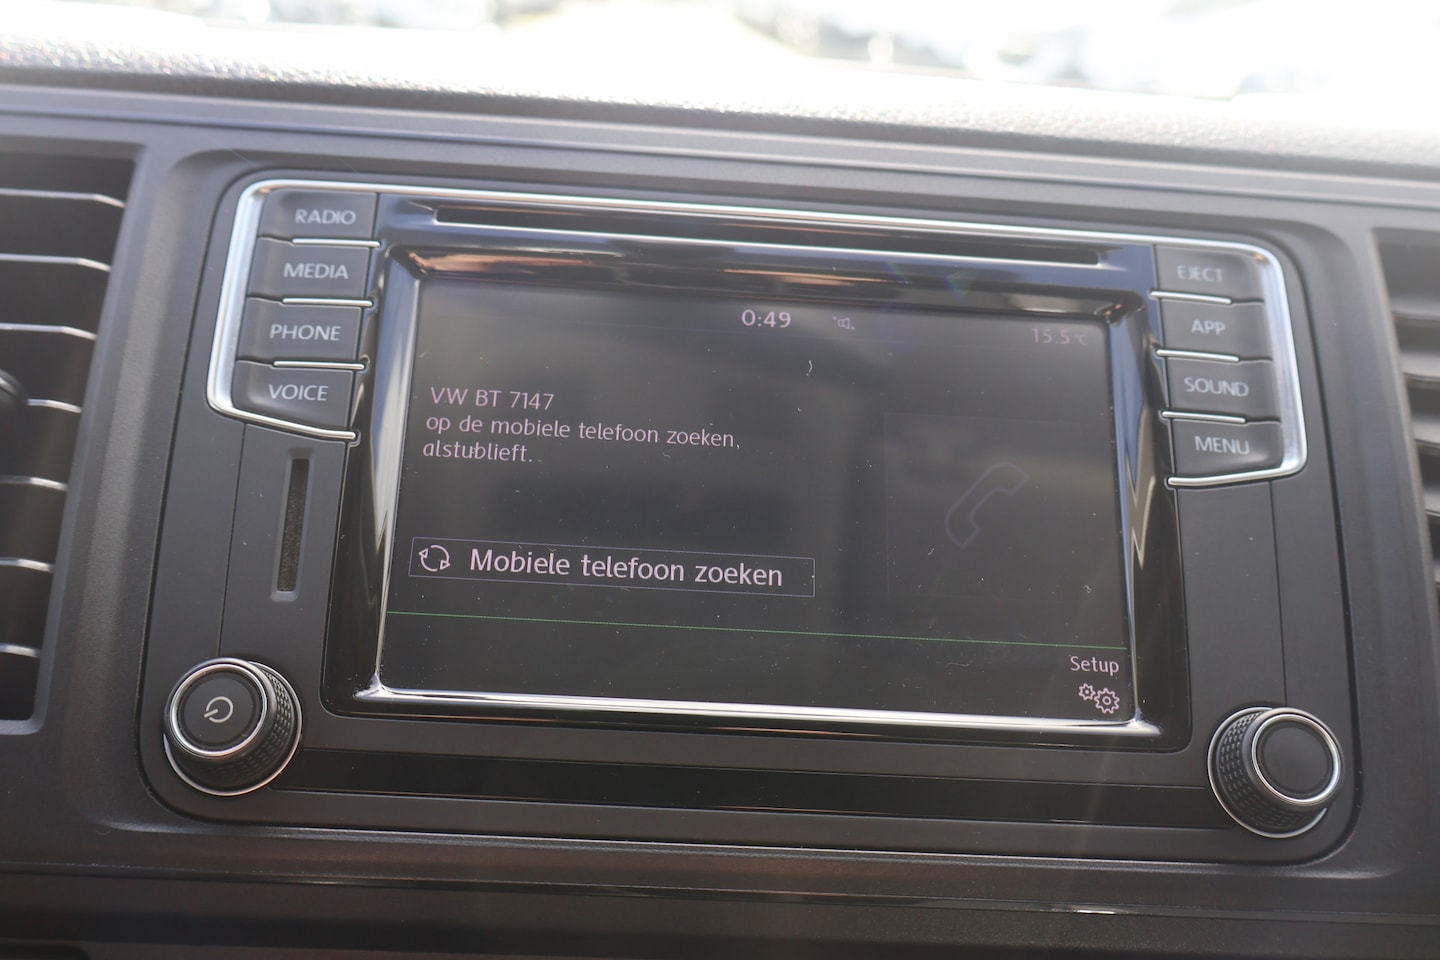 RADIO
MEDIA
PHONE
VOICE
EJECT
APP
SOUND
MENU
0:49
15.5°C
VW BT 7147
op de mobiele telefoon zoeken,
alstublieft.
Mobiele telefoon zoeken
Setup